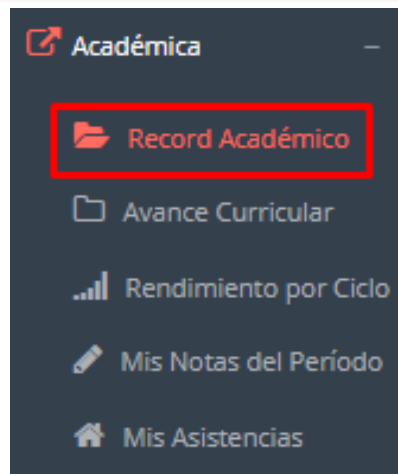 Académica
Record Académico
Avance Curricular
Rendimiento por Ciclo
Mis Notas del Período
Mis Asistencias